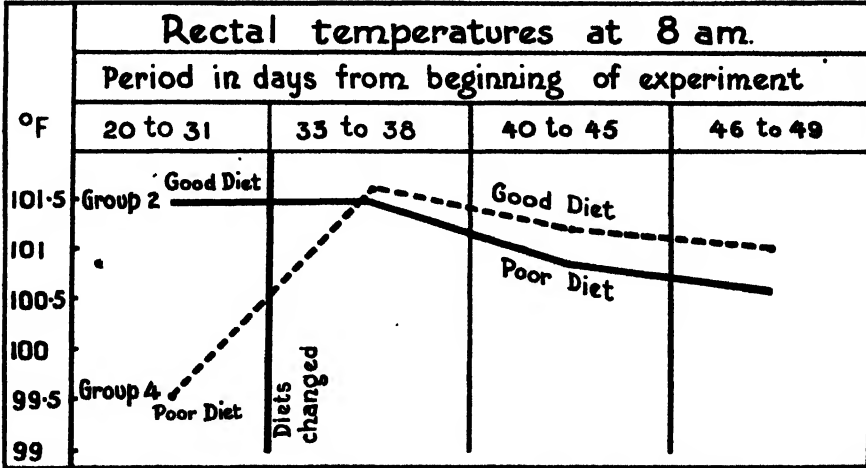 Rectal temperatures at 8 am.
Period in days from beginning of experiment
°F
20 to 31
33 to 38
40 to 45
46 to 49
101·5
Group 2
Good Diet
Good Diet
101
Poor Diet
100·5
100
Group 4
99·5
Poor Diet
Diets
changed
99